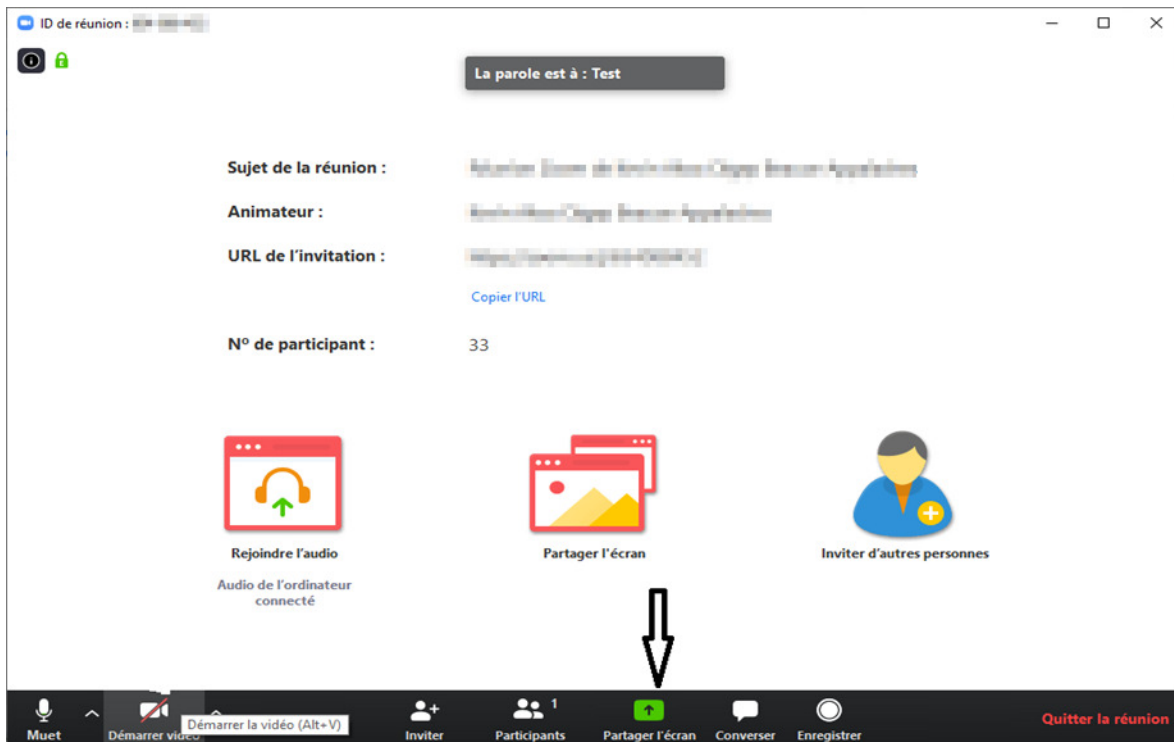 ID de réunion :
La parole est à : Test
Sujet de la réunion :
Animateur :
URL de l'invitation :
Copier l'URL
Nº de participant :
33
Rejoindre l'audio
Partager l'écran
Inviter d'autres personnes
Audio de l'ordinateur
connecté
1
Démarrer la vidéo (Alt+V)
Muet
Démarrer vidéo
Inviter
Participants
Partager l'écran
Converser
Enregistrer
Quitter la réunion